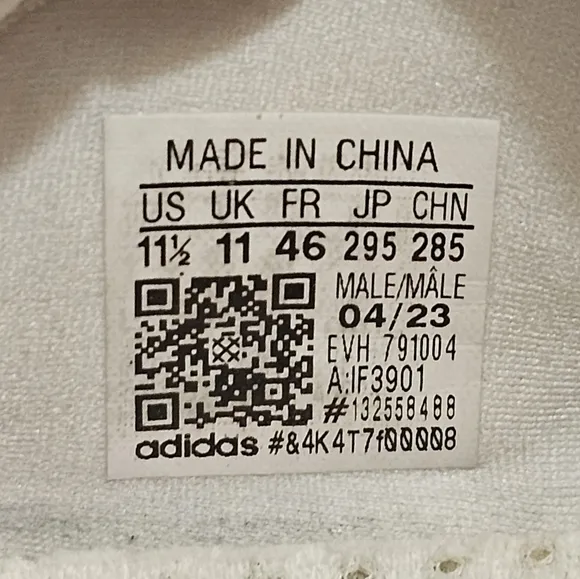 MADE IN CHINA
US UK FR JP CHN
11½ 11 46 295 285
MALE/MÂLE
04/23
EVH 791004
A:IF3901
#132558488
adidas #&4K4T7f00008